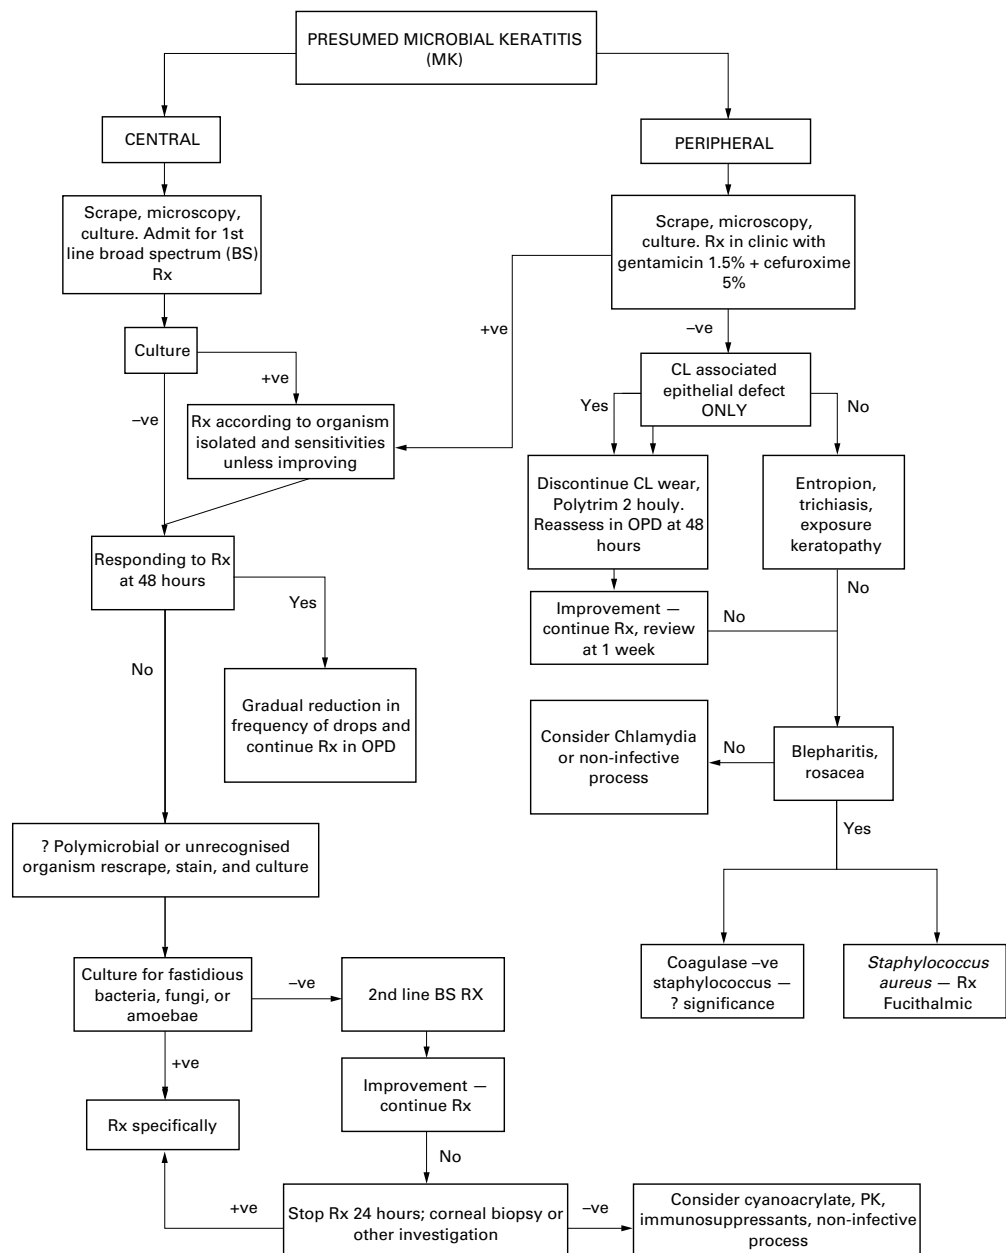 PRESUMED MICROBIAL KERATITIS
(MK)
CENTRAL
PERIPHERAL
Scrape, microscopy,
culture. Admit for 1st
line broad spectrum (BS)
Rx
Scrape, microscopy,
culture. Rx in clinic with
gentamicin 1.5% + cefuroxime
5%
+ve
–ve
Culture
+ve
–ve
CL associated
epithelial defect
ONLY
Yes
No
Rx according to organism
isolated and sensitivities
unless improving
Discontinue CL wear,
Polytrim 2 houly.
Reassess in OPD at 48
hours
Entropion,
trichiasis,
exposure
keratopathy
No
Responding to Rx
at 48 hours
Yes
No
Improvement —
continue Rx, review
at 1 week
No
Gradual reduction in
frequency of drops and
continue Rx in OPD
Consider Chlamydia
or non-infective
process
No
Blepharitis,
rosacea
Yes
? Polymicrobial or unrecognised
organism rescrape, stain, and culture
Coagulase –ve
staphylococcus —
? significance
Staphylococcus
aureus — Rx
Fucithalmic
Culture for fastidious
bacteria, fungi, or
amoebae
–ve
2nd line BS RX
+ve
Improvement —
continue Rx
Rx specifically
No
+ve
Stop Rx 24 hours; corneal biopsy or
other investigation
–ve
Consider cyanoacrylate, PK,
immunosuppressants, non-infective
process